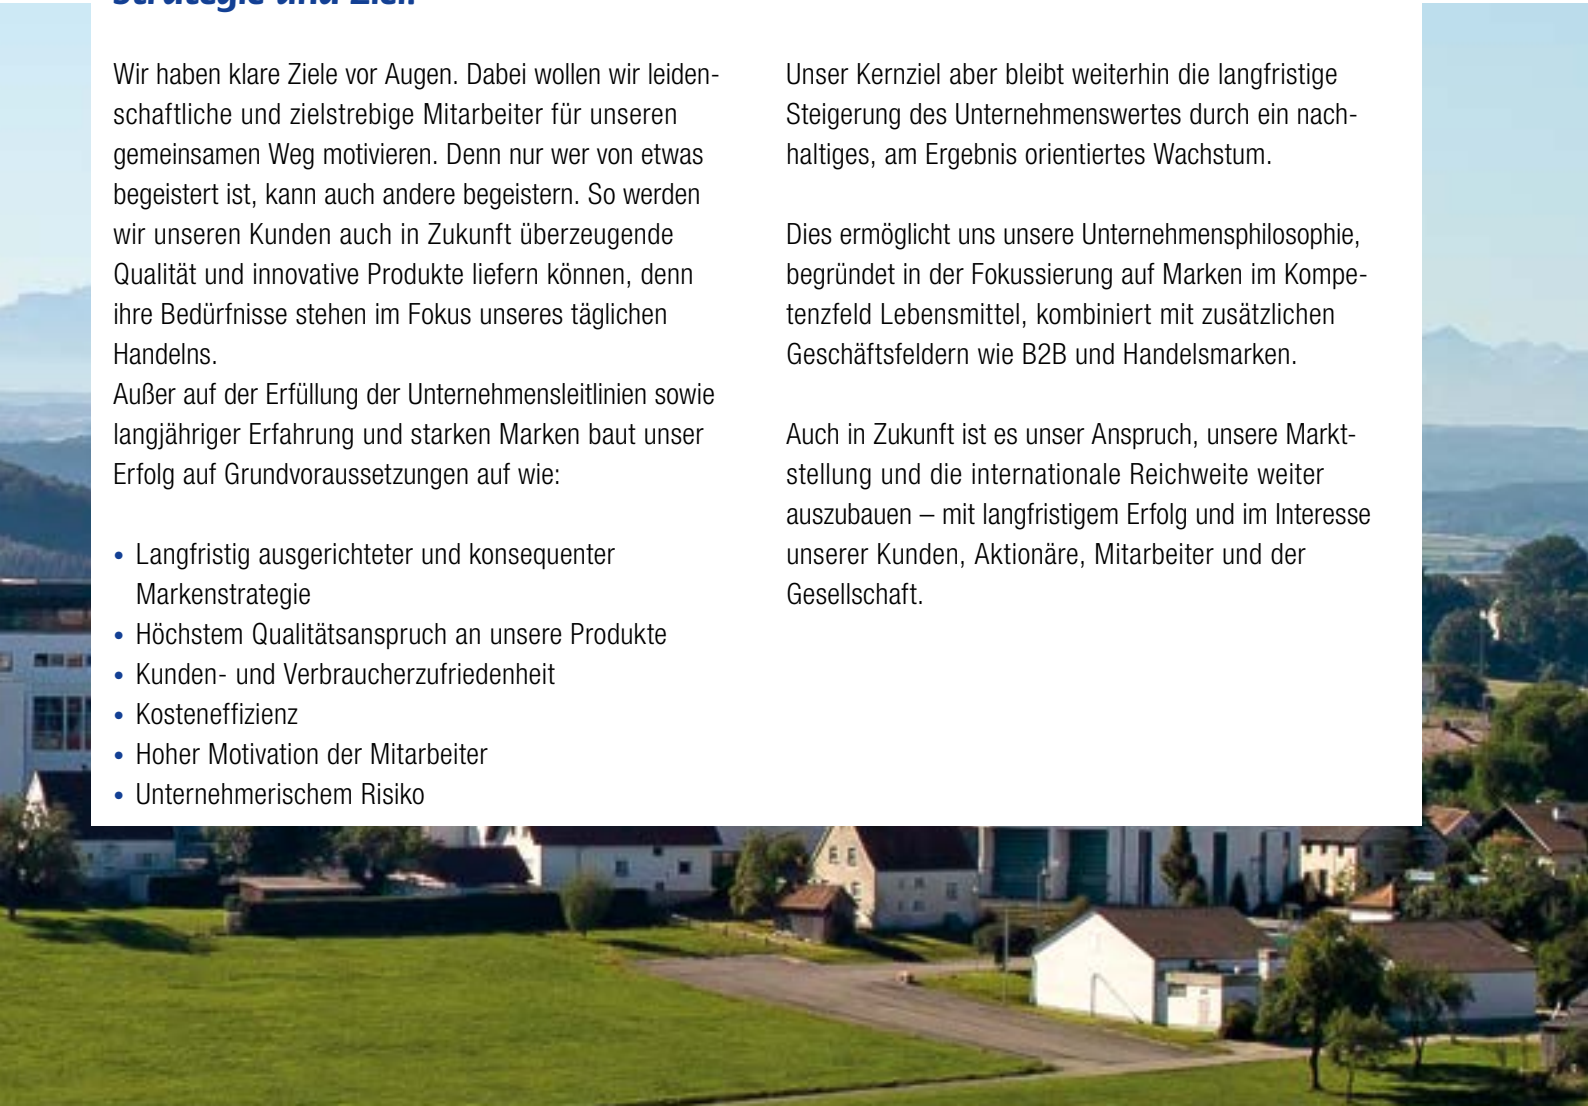 Strategie und Ziel:
Wir haben klare Ziele vor Augen. Dabei wollen wir leiden-
schaftliche und zielstrebige Mitarbeiter für unseren
gemeinsamen Weg motivieren. Denn nur wer von etwas
begeistert ist, kann auch andere begeistern. So werden
wir unseren Kunden auch in Zukunft überzeugende
Qualität und innovative Produkte liefern können, denn
ihre Bedürfnisse stehen im Fokus unseres täglichen
Handelns.
Außer auf der Erfüllung der Unternehmensleitlinien sowie
langjähriger Erfahrung und starken Marken baut unser
Erfolg auf Grundvoraussetzungen auf wie:
• Langfristig ausgerichteter und konsequenter
Markenstrategie
• Höchstem Qualitätsanspruch an unsere Produkte
• Kunden- und Verbraucherzufriedenheit
• Kosteneffizienz
• Hoher Motivation der Mitarbeiter
• Unternehmerischem Risiko
Unser Kernziel aber bleibt weiterhin die langfristige
Steigerung des Unternehmenswertes durch ein nach-
haltiges, am Ergebnis orientiertes Wachstum.
Dies ermöglicht uns unsere Unternehmensphilosophie,
begründet in der Fokussierung auf Marken im Kompe-
tenzfeld Lebensmittel, kombiniert mit zusätzlichen
Geschäftsfeldern wie B2B und Handelsmarken.
Auch in Zukunft ist es unser Anspruch, unsere Markt-
stellung und die internationale Reichweite weiter
auszubauen – mit langfristigem Erfolg und im Interesse
unserer Kunden, Aktionäre, Mitarbeiter und der
Gesellschaft.